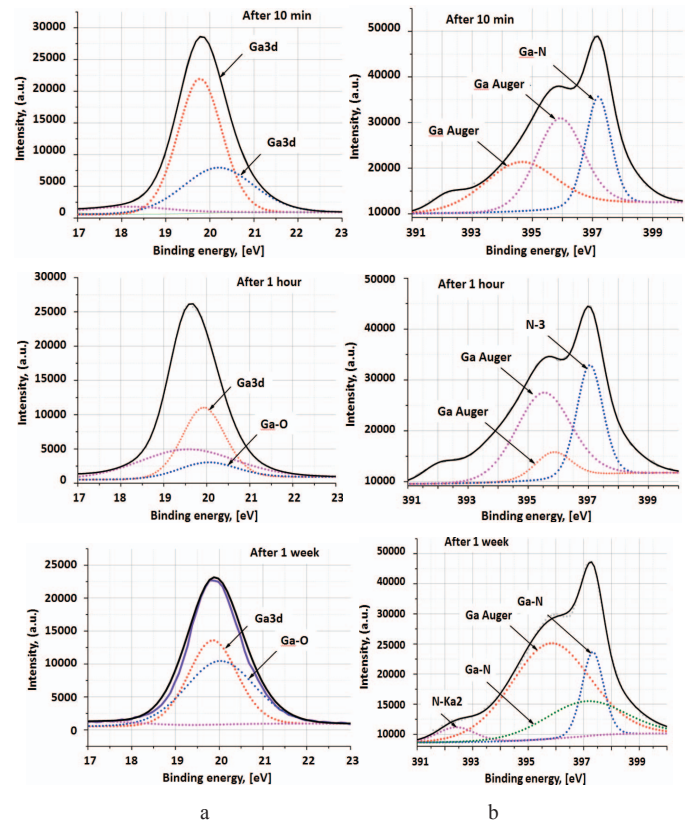 After 10 min
30000
25000
20000
15000
10000
5000
0
Intensity, (a.u.)
Ga3d
Ga3d
17 18 19 20 21 22 23
Binding energy, [eV]
After 10 min
50000
40000
30000
20000
10000
Intensity, (a.u.)
Ga-N
Ga Auger
Ga Auger
391 393 395 397 399
Binding energy, [eV]
After 1 hour
30000
25000
20000
15000
10000
5000
0
Intensity, (a.u.)
Ga3d
Ga-O
17 18 19 20 21 22 23
Binding energy, [eV]
After 1 hour
50000
40000
30000
20000
10000
Intensity, (a.u.)
N-3
Ga Auger
Ga Auger
391 393 395 397 399
Binding energy, [eV]
After 1 week
25000
20000
15000
10000
5000
0
Intensity, (a.u.)
Ga3d
Ga-O
17 18 19 20 21 22 23
Binding energy, [eV]
After 1 week
50000
40000
30000
20000
10000
Intensity, (a.u.)
Ga-N
Ga Auger
Ga-N
N-Ka2
391 393 395 397 399
Binding energy, [eV]
a b